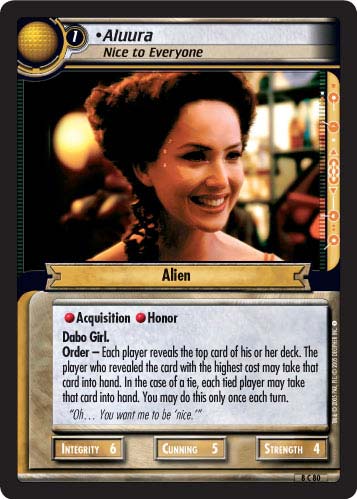 1
•Aluura
Nice to Everyone
Alien
Acquisition Honor
Dabo Girl.
Order – Each player reveals the top card of his or her deck. The
player who revealed the card with the highest cost may take that
card into hand. In the case of a tie, each tied player may take
that card into hand. You may do this only once each turn.
"Oh… You want me to be 'nice.'"
Integrity 6 Cunning 5 Strength 4
8 C 80